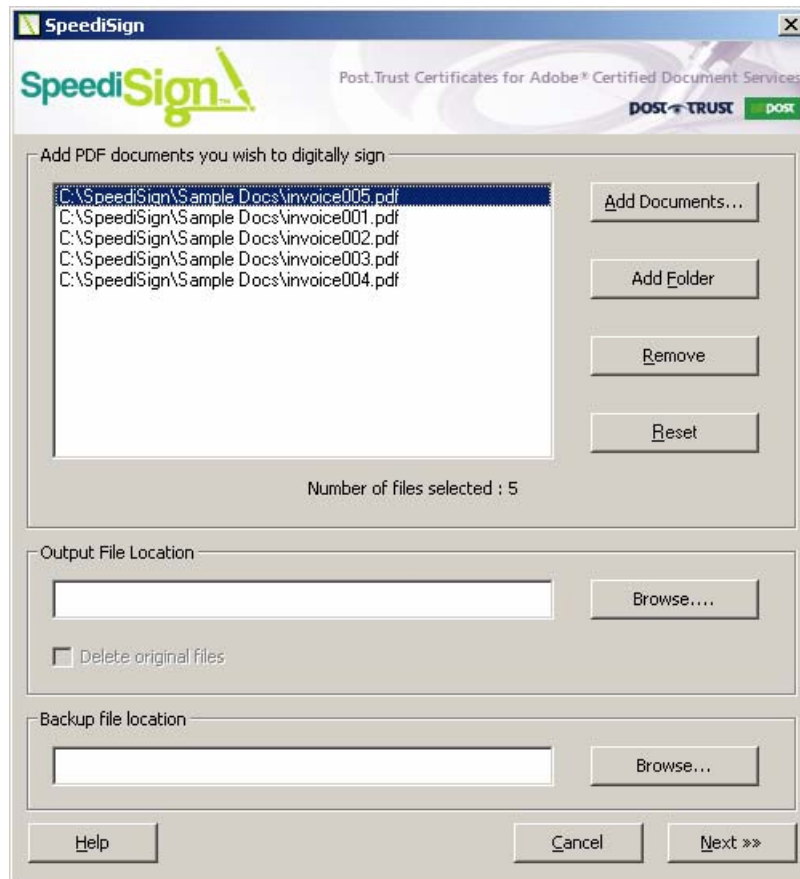 SpeediSign
SpeediSign™
Post.Trust Certificates for Adobe® Certified Document Services
POST TRUST
post
Add PDF documents you wish to digitally sign
C:\SpeediSign\Sample Docs\invoice005.pdf
C:\SpeediSign\Sample Docs\invoice001.pdf
C:\SpeediSign\Sample Docs\invoice002.pdf
C:\SpeediSign\Sample Docs\invoice003.pdf
C:\SpeediSign\Sample Docs\invoice004.pdf
Add Documents...
Add Folder
Remove
Reset
Number of files selected : 5
Output File Location
Browse....
Delete original files
Backup file location
Browse...
Help
Cancel
Next »»